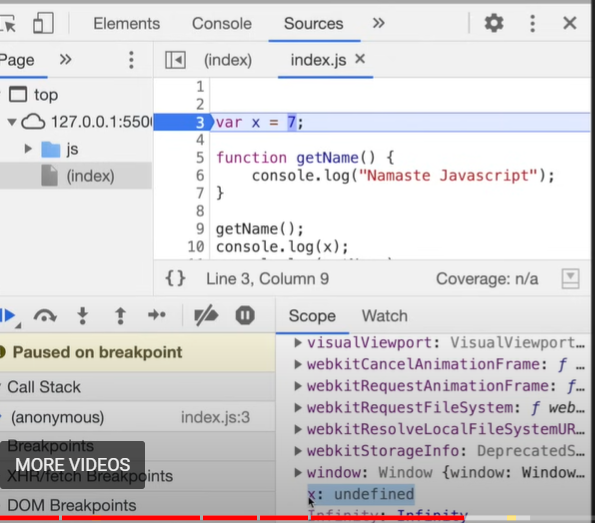 Elements Console Sources »
Page » (index) index.js ×
top
127.0.0.1:550
js
(index)
1
2
3 var x = 7;
4
5 function getName() {
6 console.log("Namaste Javascript");
7 }
8
9 getName();
10 console.log(x);
{} Line 3, Column 9 Coverage: n/a
Scope Watch
Paused on breakpoint
Call Stack
(anonymous) index.js:3
Breakpoints
MORE VIDEOS
XHR/fetch Breakpoints
DOM Breakpoints
visualViewport: VisualViewport…
webkitCancelAnimationFrame: ƒ …
webkitRequestAnimationFrame: ƒ…
webkitRequestFileSystem: ƒ web…
webkitResolveLocalFileSystemUR…
webkitStorageInfo: DeprecatedS…
window: Window {window: Window…
x: undefined
Infinity: Infinity